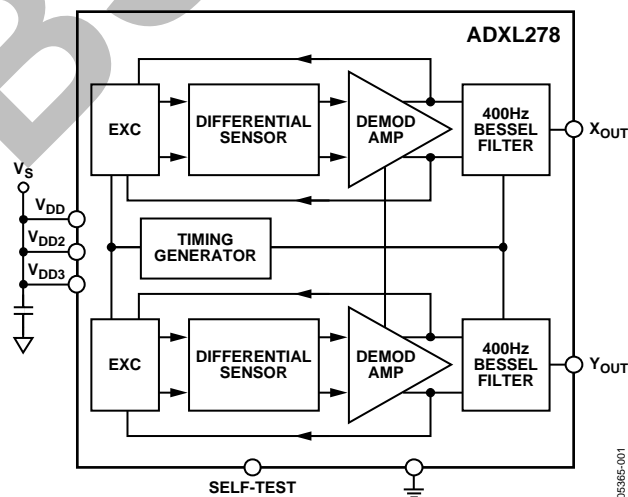 ADXL278
EXC
DIFFERENTIAL
SENSOR
DEMOD
AMP
400Hz
BESSEL
FILTER
XOUT
VS
VDD
VDD2
VDD3
TIMING
GENERATOR
EXC
DIFFERENTIAL
SENSOR
DEMOD
AMP
400Hz
BESSEL
FILTER
YOUT
SELF-TEST
05365-001